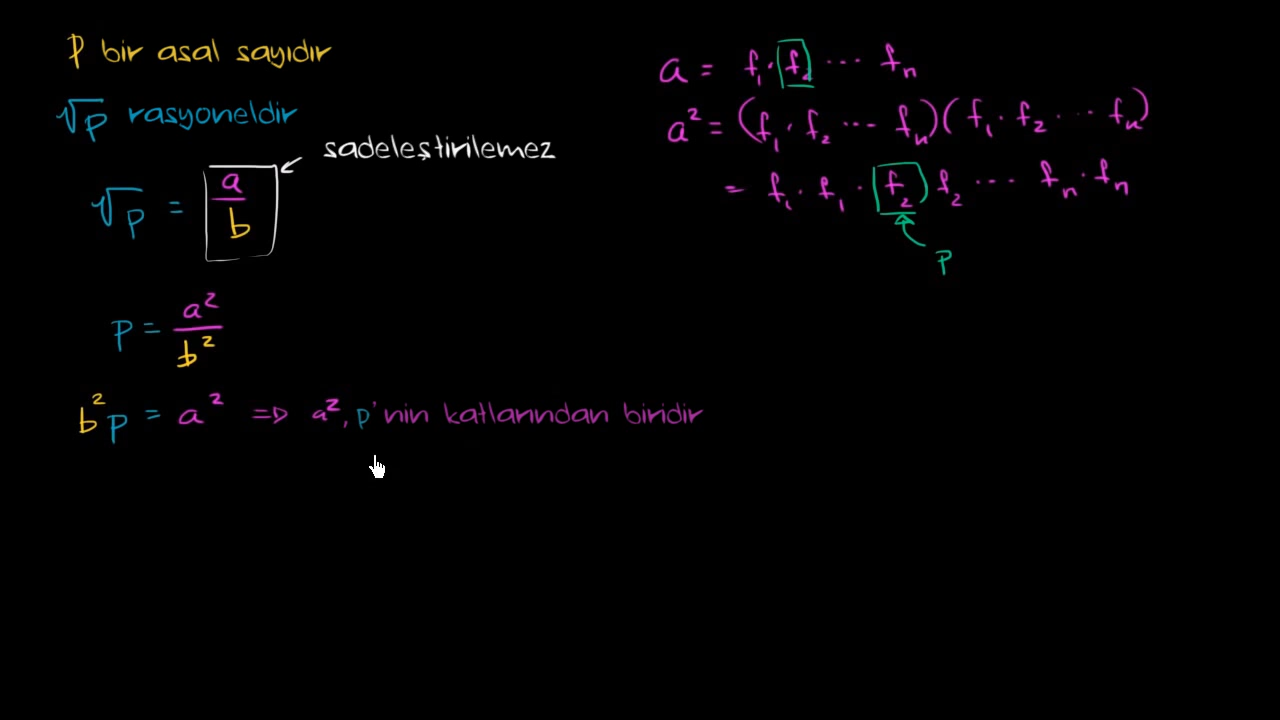 p bir asal sayıdır
√p rasyoneldir
sadeleştirilemez
√p = a/b
p = a²/b²
b²p = a² => a², p'nin katlarından biridir
a = f₁ · f₂ ... fₙ
a² = (f₁ · f₂ ... fₙ)(f₁ · f₂ ... fₙ)
= f₁ · f₁ · f₂) f₂ ... fₙ · fₙ
p